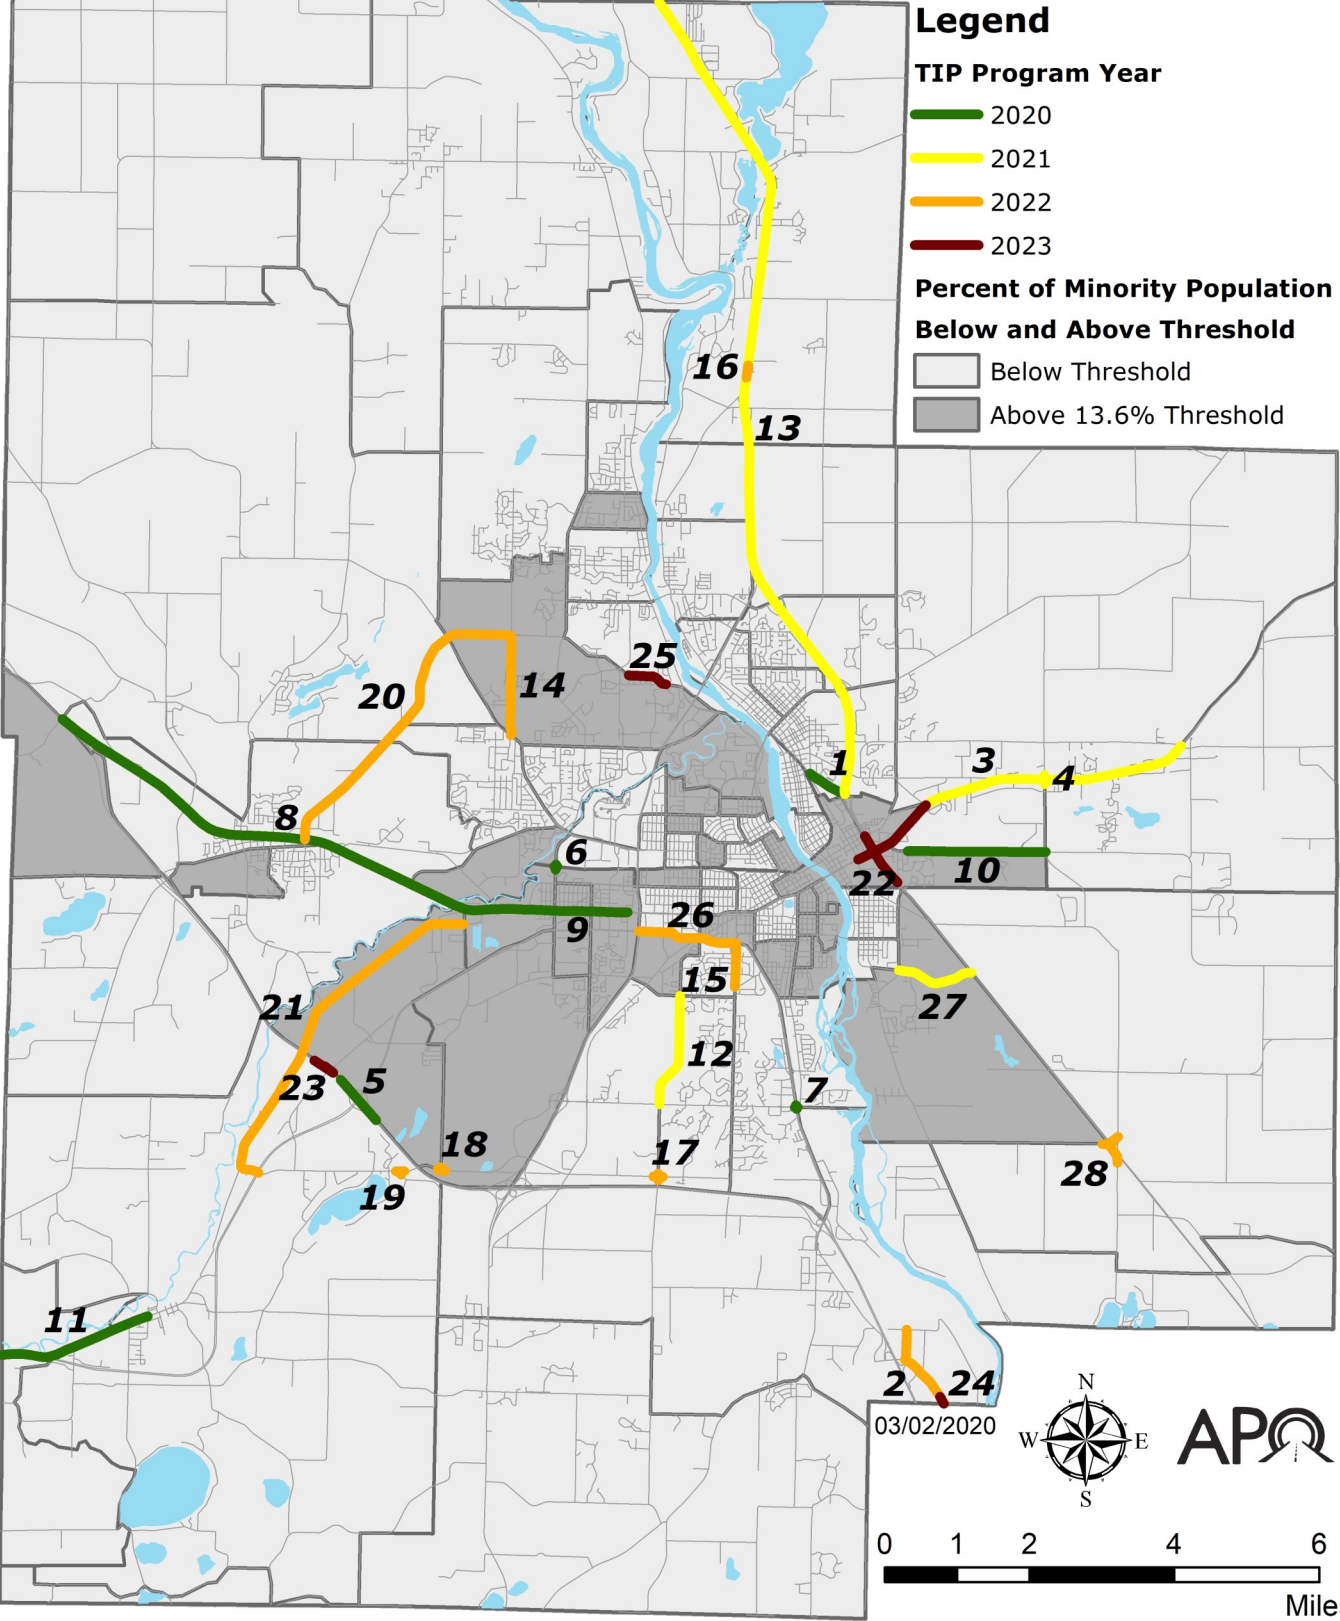 Legend
TIP Program Year
2020
2021
2022
2023
Percent of Minority Population
Below and Above Threshold
Below Threshold
Above 13.6% Threshold
16
13
25
14
20
1
3
4
8
6
10
22
26
9
15
21
27
12
23
5
7
18
17
19
28
11
2
24
03/02/2020
N
W
E
S
APO
0 1 2 4 6
Mile